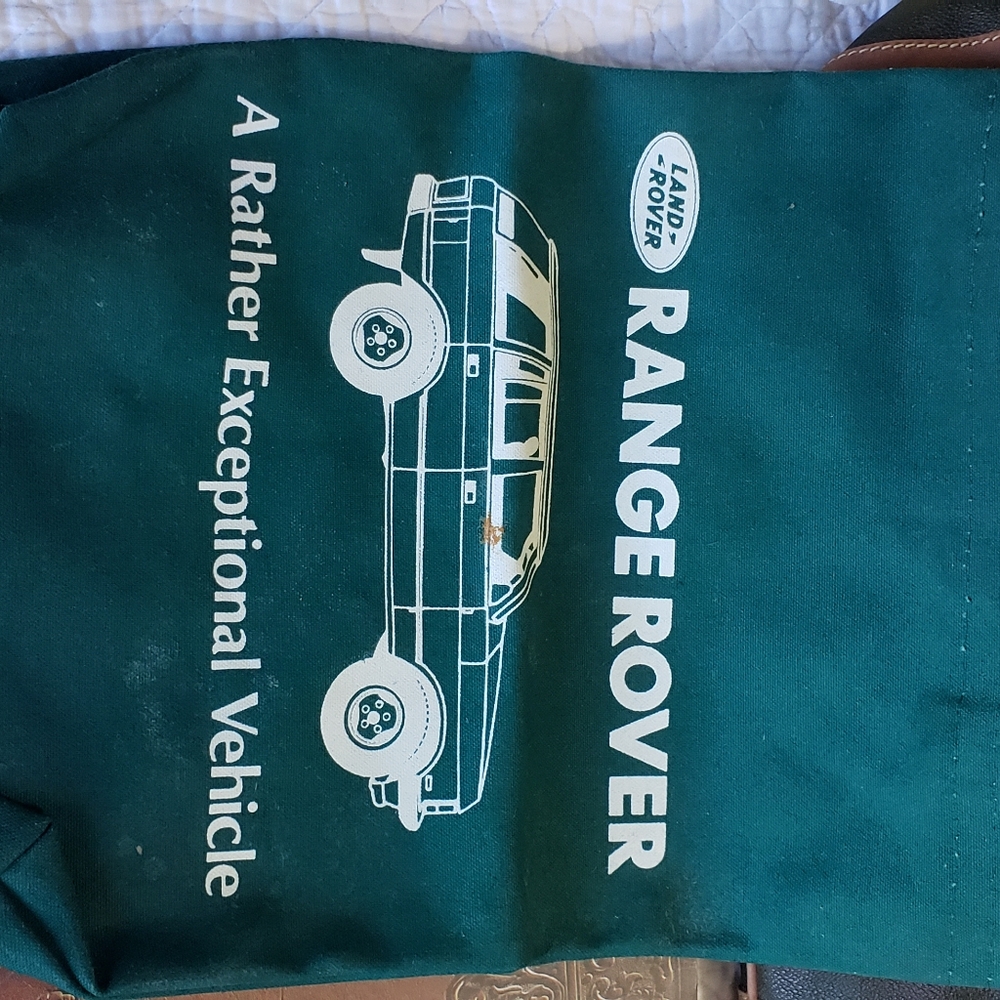 LAND
ROVER
RANGE ROVER
A Rather Exceptional Vehicle